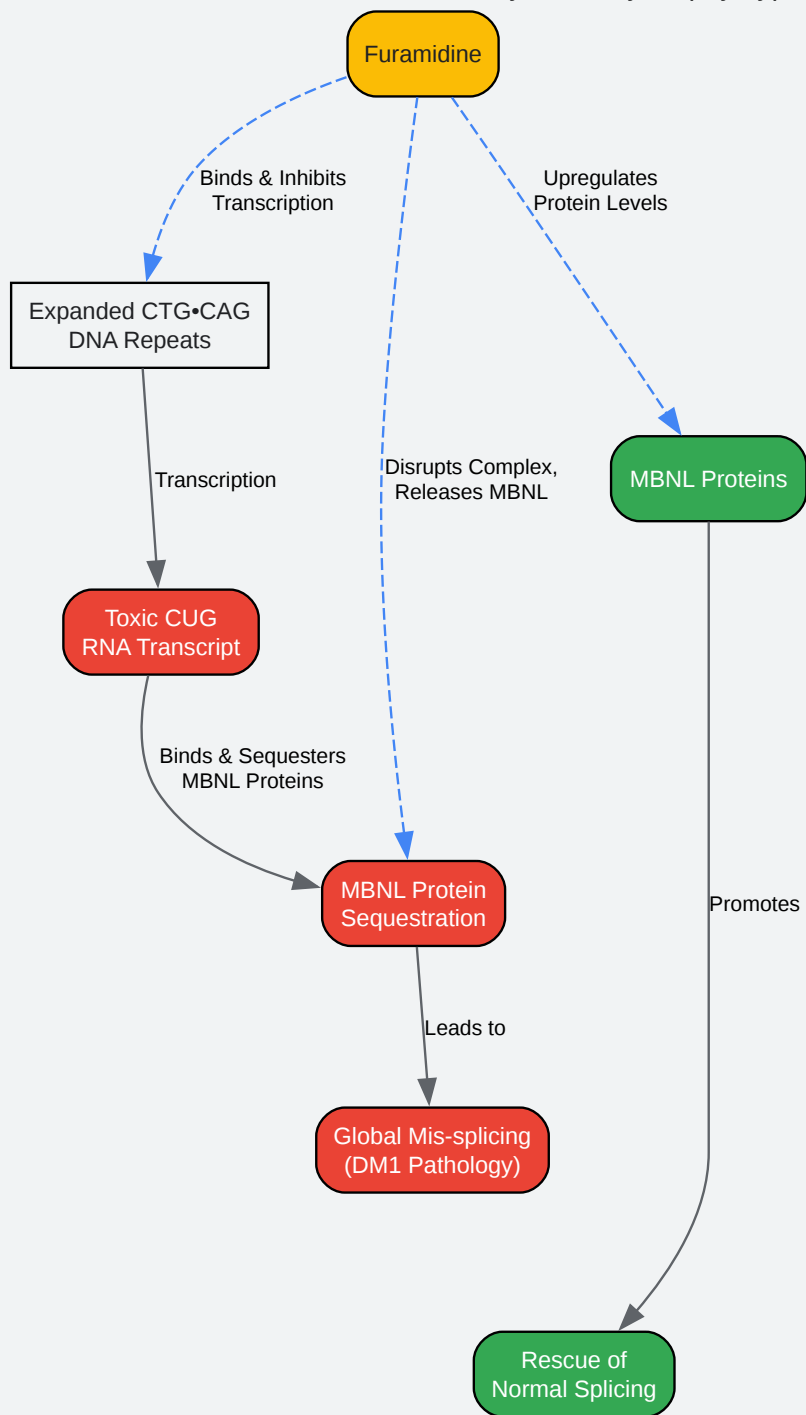 Furamidine
Binds & Inhibits
Transcription
Upregulates
Protein Levels
Expanded CTG•CAG
DNA Repeats
Transcription
Disrupts Complex,
Releases MBNL
MBNL Proteins
Toxic CUG
RNA Transcript
Binds & Sequesters
MBNL Proteins
MBNL Protein
Sequestration
Promotes
Leads to
Global Mis-splicing
(DM1 Pathology)
Rescue of
Normal Splicing